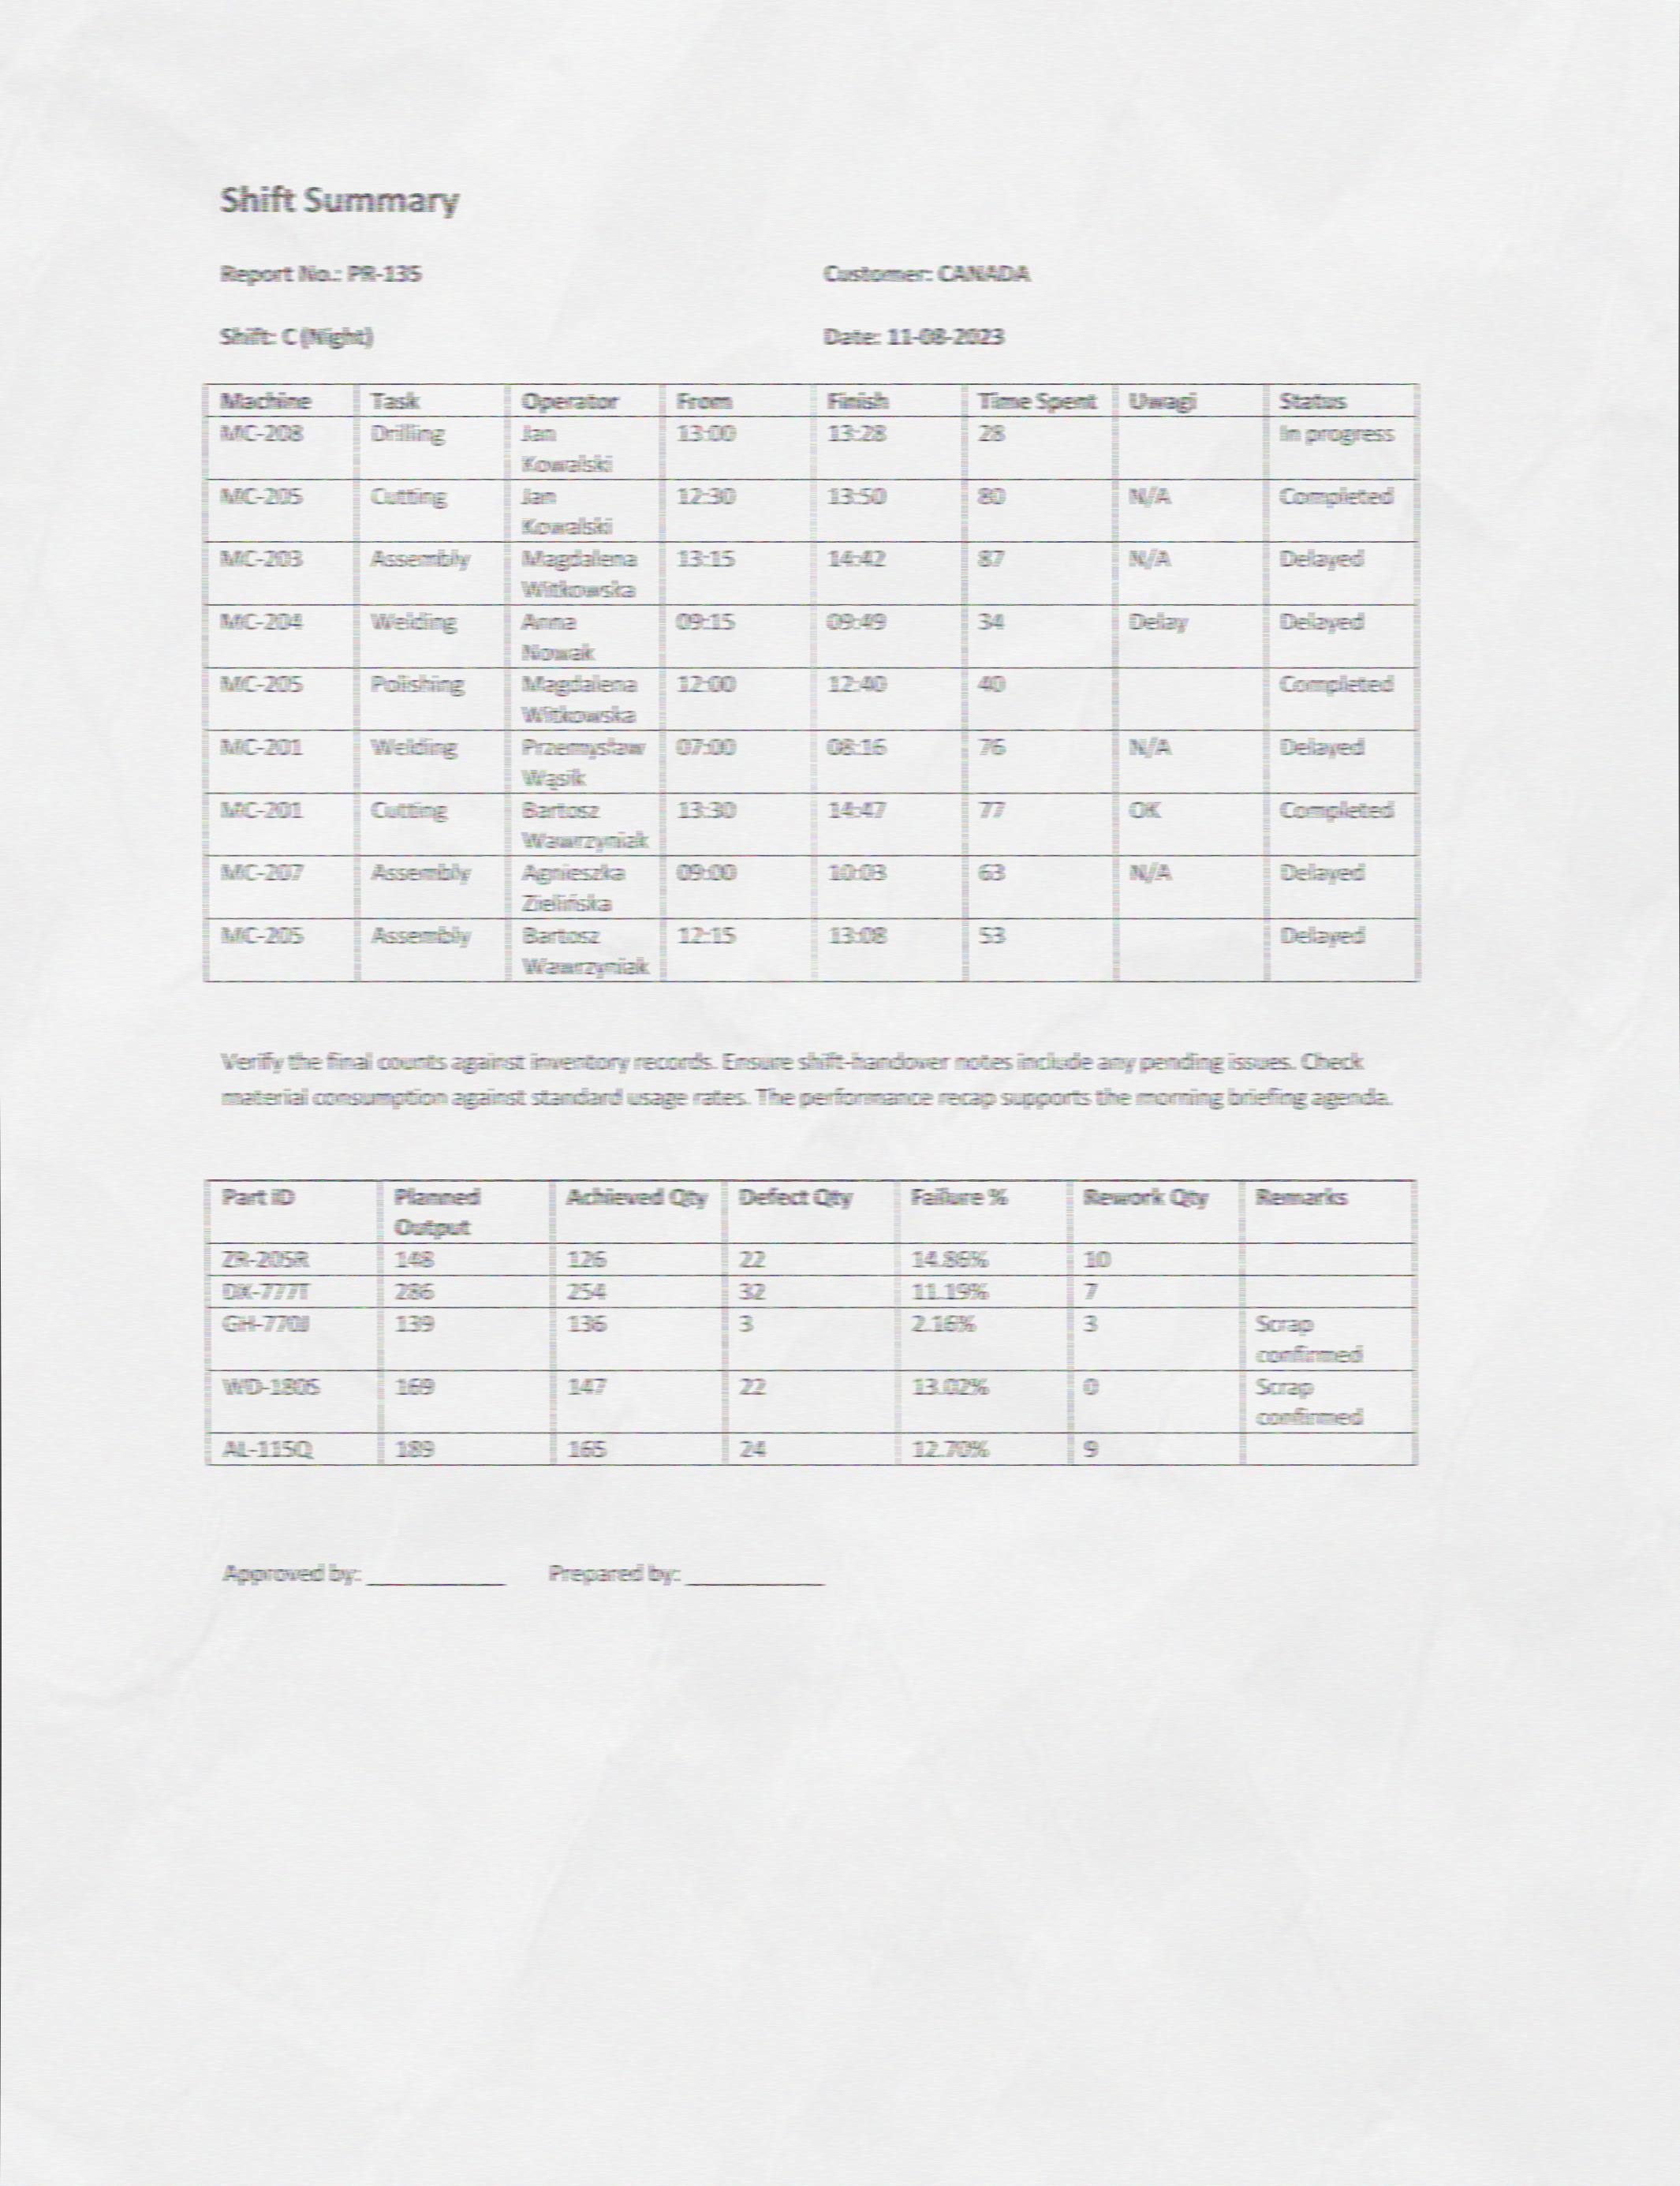 Shift Summary
Report No.: PR-135 Customer: CANADA
Shift: C (Night) Date: 11-08-2023
Machine Task Operator From Finish Time Spent Uwagi Status
MC-208 Drilling Jan Kowalski 13:00 13:28 28 In progress
MC-205 Cutting Jan Kowalski 12:30 13:50 80 N/A Completed
MC-203 Assembly Magdalena Witkowska 13:15 14:42 87 N/A Delayed
MC-204 Welding Anna Nowak 09:15 09:49 34 Delay Delayed
MC-205 Polishing Magdalena Witkowska 12:00 12:40 40 Completed
MC-201 Welding Przemysław Wąsik 07:00 08:16 76 N/A Delayed
MC-201 Cutting Bartosz Wawrzyniak 13:30 14:47 77 OK Completed
MC-207 Assembly Agnieszka Zielińska 09:00 10:03 63 N/A Delayed
MC-205 Assembly Bartosz Wawrzyniak 12:15 13:08 53 Delayed
Verify the final counts against inventory records. Ensure shift-handover notes include any pending issues. Check
material consumption against standard usage rates. The performance recap supports the morning briefing agenda.
Part ID Planned Output Achieved Qty Defect Qty Failure % Rework Qty Remarks
ZR-205R 148 126 22 14.86% 10
DX-777T 286 254 32 11.19% 7
GH-770J 139 136 3 2.16% 3 Scrap confirmed
WD-180S 169 147 22 13.02% 0 Scrap confirmed
AL-115Q 189 165 24 12.70% 9
Approved by: __________ Prepared by: __________